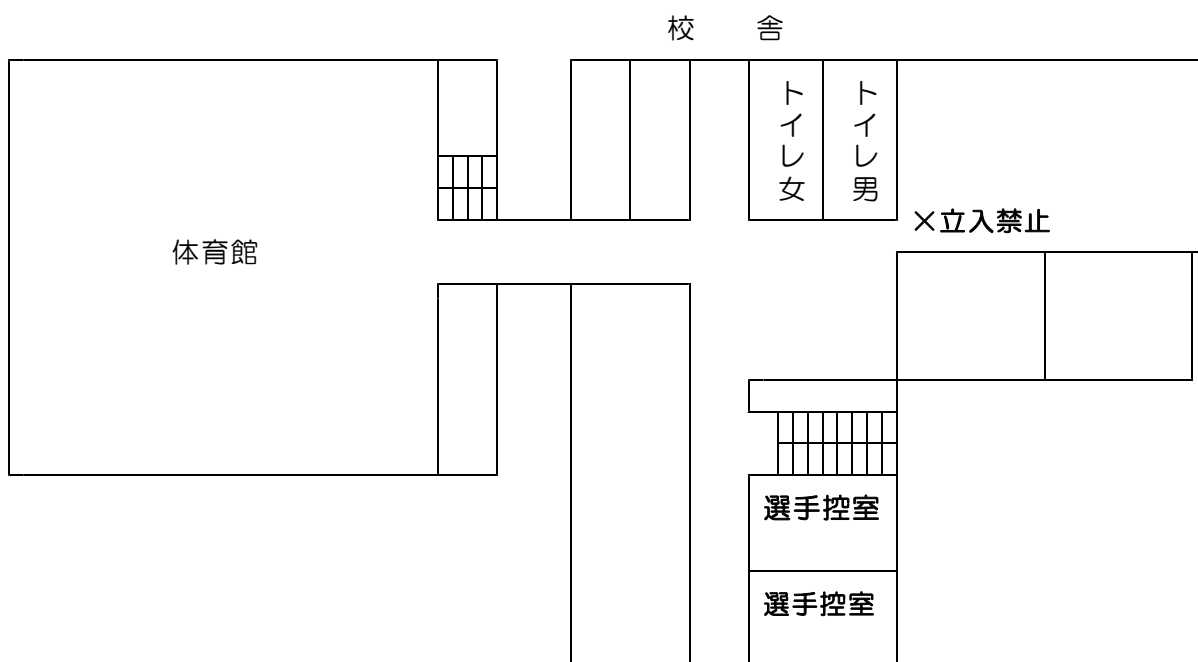 校　舎
トイレ女
トイレ男
×立入禁止
体育館
選手控室
選手控室